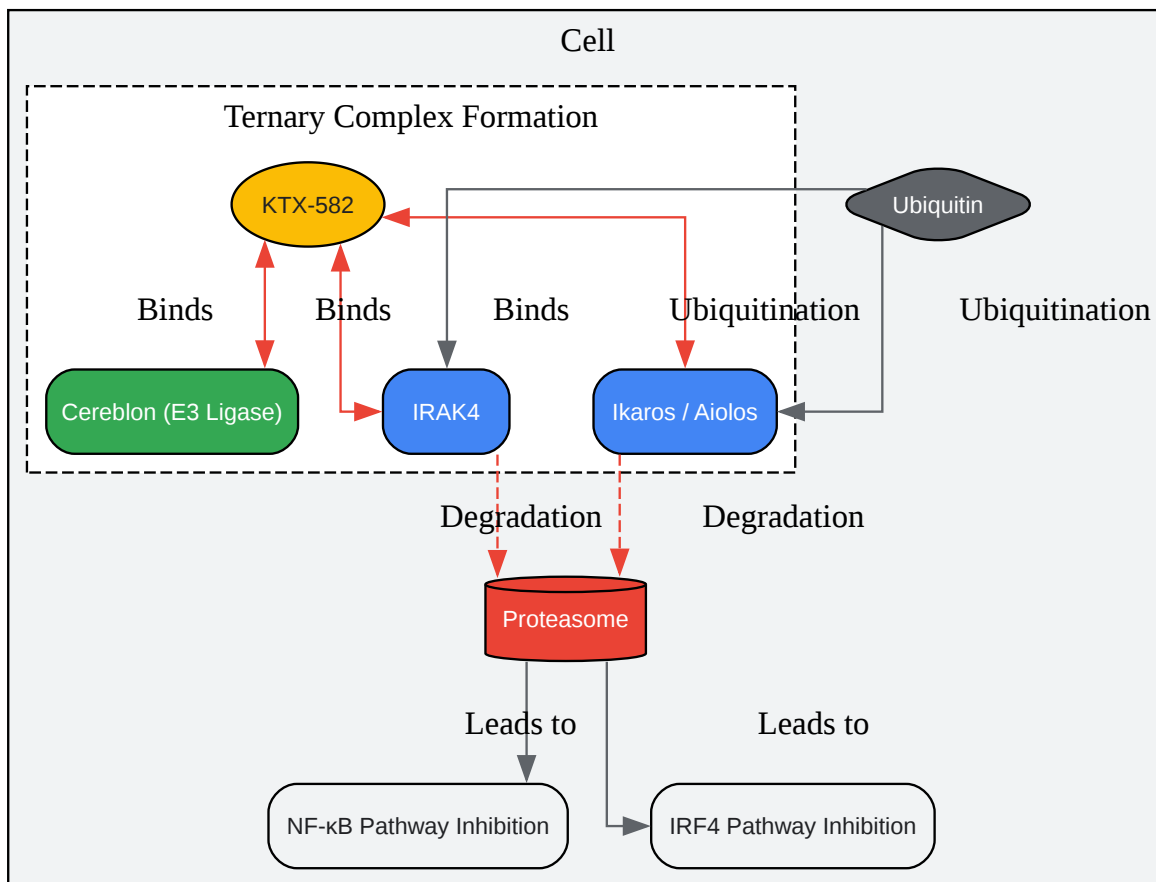 Cell
Ternary Complex Formation
KTX-582
Ubiquitin
Binds
Binds
Binds
Ubiquitination
Ubiquitination
Cereblon (E3 Ligase)
IRAK4
Ikaros / Aiolos
Degradation
Degradation
Proteasome
Leads to
Leads to
NF-κB Pathway Inhibition
IRF4 Pathway Inhibition